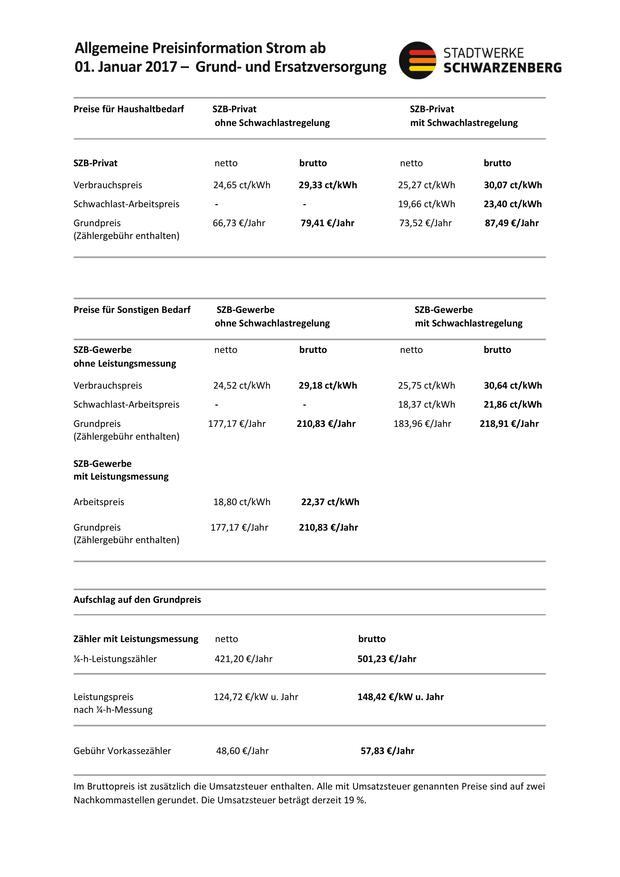 Allgemeine Preisinformation Strom ab
01. Januar 2017 – Grund- und Ersatzversorgung
STADTWERKE
SCHWARZENBERG
Preise für Haushaltbedarf SZB-Privat SZB-Privat
ohne Schwachlastregelung mit Schwachlastregelung
SZB-Privat netto brutto netto brutto
Verbrauchspreis 24,65 ct/kWh 29,33 ct/kWh 25,27 ct/kWh 30,07 ct/kWh
Schwachlast-Arbeitspreis - - 19,66 ct/kWh 23,40 ct/kWh
Grundpreis 66,73 €/Jahr 79,41 €/Jahr 73,52 €/Jahr 87,49 €/Jahr
(Zählergebühr enthalten)
Preise für Sonstigen Bedarf SZB-Gewerbe SZB-Gewerbe
ohne Schwachlastregelung mit Schwachlastregelung
SZB-Gewerbe netto brutto netto brutto
ohne Leistungsmessung
Verbrauchspreis 24,52 ct/kWh 29,18 ct/kWh 25,75 ct/kWh 30,64 ct/kWh
Schwachlast-Arbeitspreis - - 18,37 ct/kWh 21,86 ct/kWh
Grundpreis 177,17 €/Jahr 210,83 €/Jahr 183,96 €/Jahr 218,91 €/Jahr
(Zählergebühr enthalten)
SZB-Gewerbe
mit Leistungsmessung
Arbeitspreis 18,80 ct/kWh 22,37 ct/kWh
Grundpreis 177,17 €/Jahr 210,83 €/Jahr
(Zählergebühr enthalten)
Aufschlag auf den Grundpreis
Zähler mit Leistungsmessung netto brutto
¼-h-Leistungszähler 421,20 €/Jahr 501,23 €/Jahr
Leistungspreis 124,72 €/kW u. Jahr 148,42 €/kW u. Jahr
nach ¼-h-Messung
Gebühr Vorkassezähler 48,60 €/Jahr 57,83 €/Jahr
Im Bruttopreis ist zusätzlich die Umsatzsteuer enthalten. Alle mit Umsatzsteuer genannten Preise sind auf zwei
Nachkommastellen gerundet. Die Umsatzsteuer beträgt derzeit 19 %.